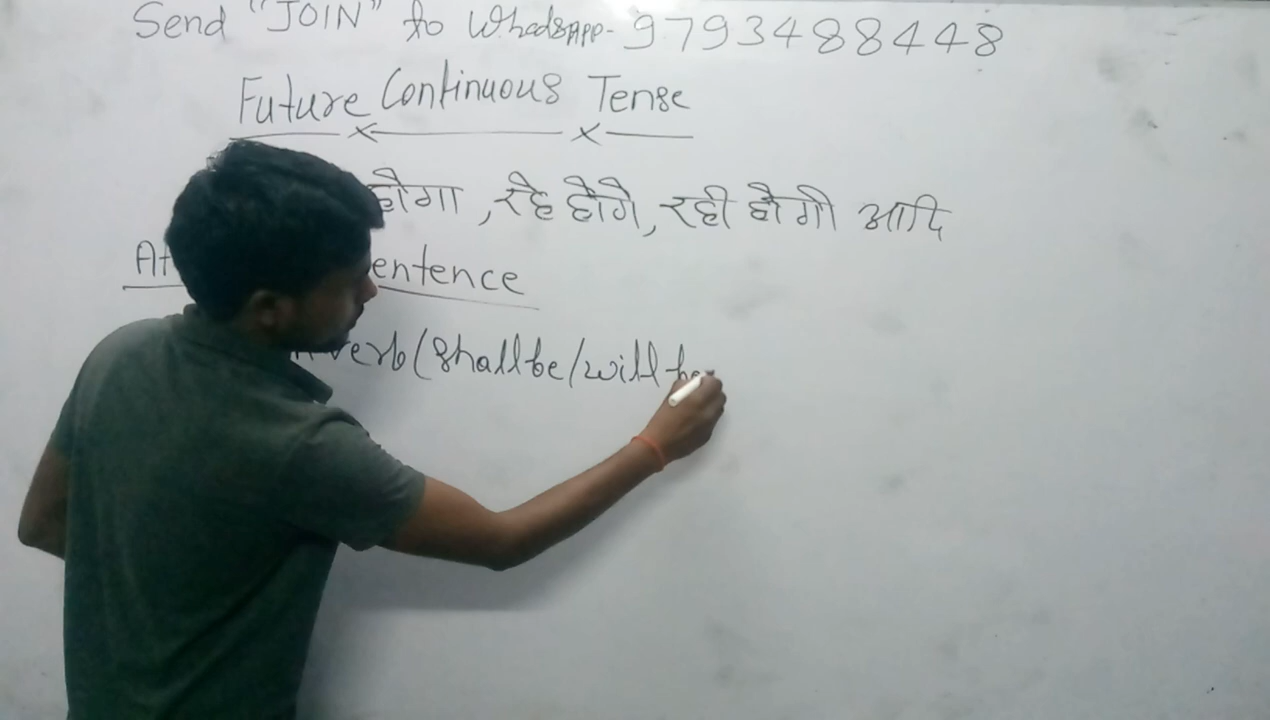 Send "JOIN" to WhatsApp- 9793488448
Future Continuous Tense
होगा, रहे होंगे, रही होगी आदि
entence
verb (Shall be/will be